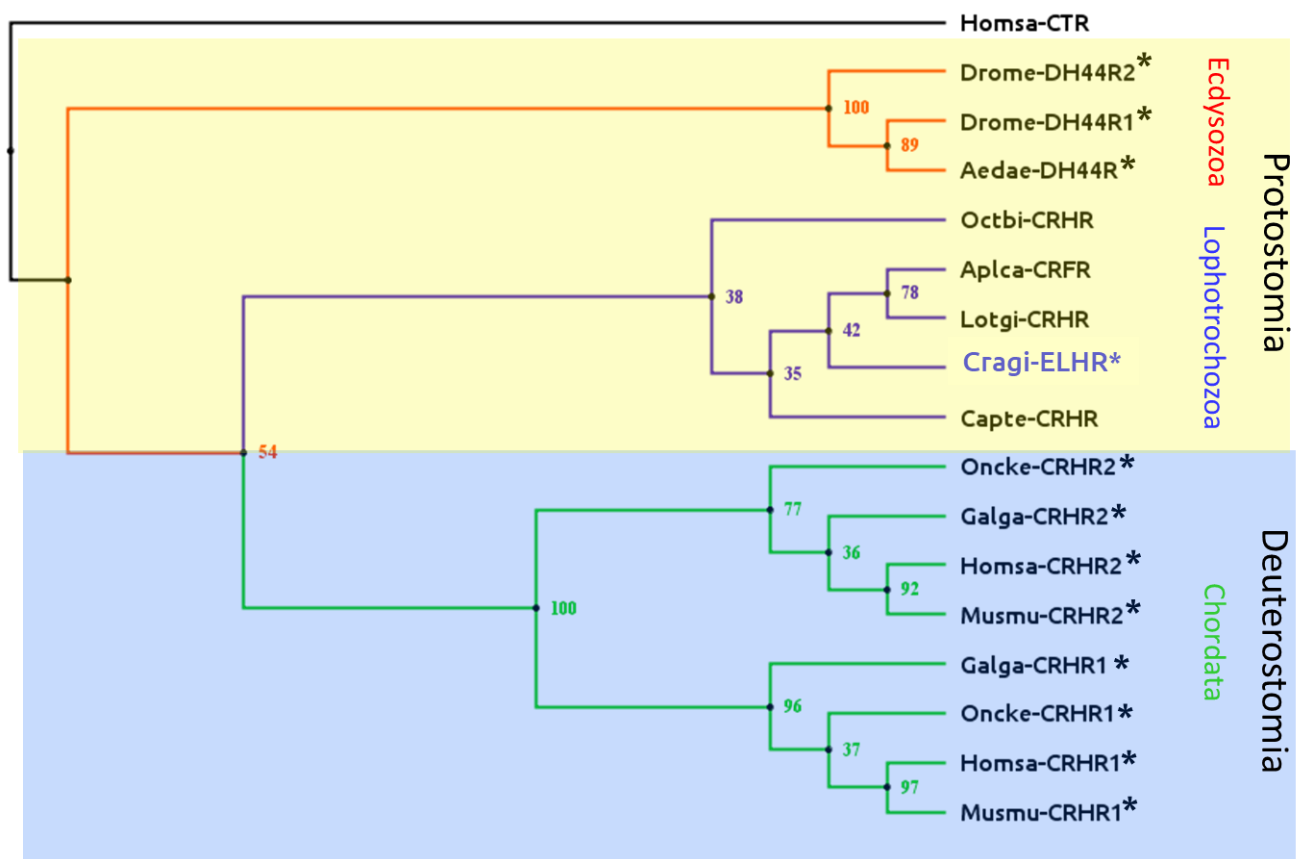 Homsa-CTR
Drome-DH44R2*
100
Drome-DH44R1*
89
Aedae-DH44R*
Octbi-CRHR
38
Aplca-CRFR
78
Lotgi-CRHR
42
Cragi-ELHR*
35
Capte-CRHR
54
Oncke-CRHR2*
77
Galga-CRHR2*
36
Homsa-CRHR2*
92
Musmu-CRHR2*
100
Galga-CRHR1 *
96
Oncke-CRHR1*
37
Homsa-CRHR1*
97
Musmu-CRHR1*
Ecdysozoa
Lophotrochozoa
Chordata
Protostomia
Deuterostomia